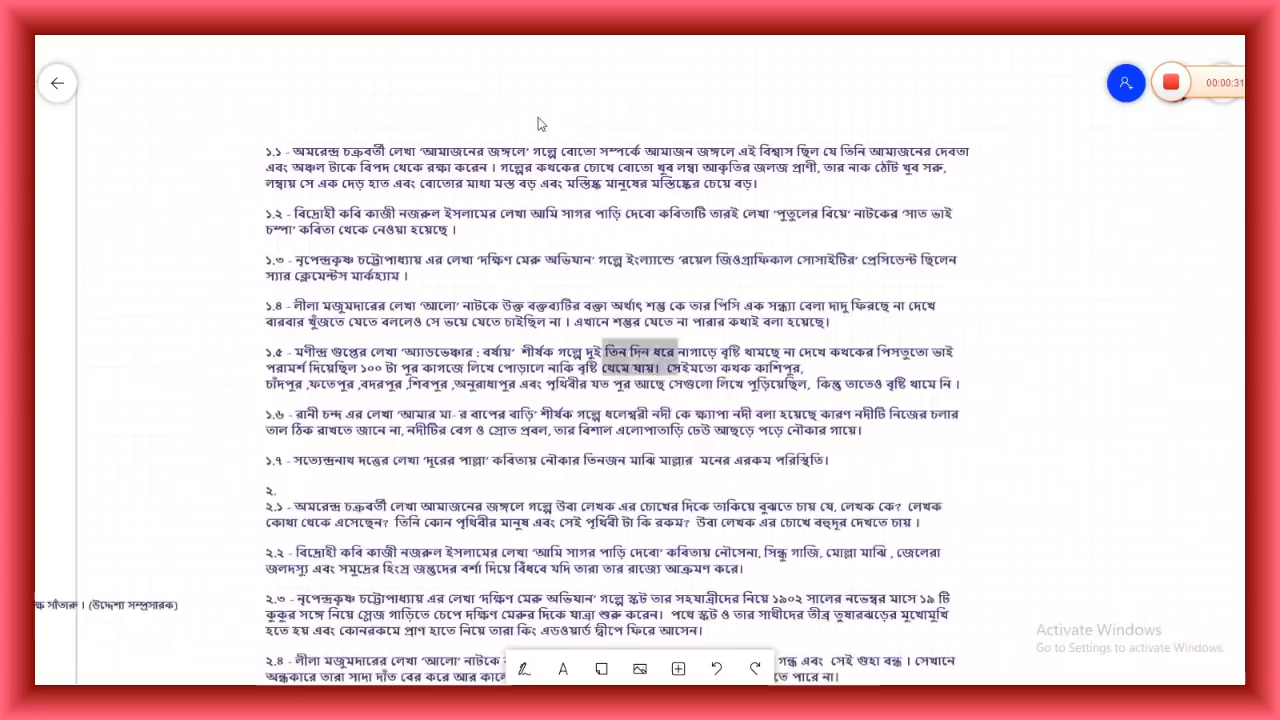 00:00:31
১.১ - অমরেন্দ্র চক্রবর্তী লেখা ‘আমাজনের জঙ্গলে’ গল্পে বোতো সম্পর্কে আমাজন জঙ্গলে এই বিশ্বাস ছিল যে তিনি আমাজনের দেবতা
এবং অঞ্চল টাকে বিপদ থেকে রক্ষা করেন । গল্পের কথকের চোখে বোতো খুব লম্বা আকৃতির জলজ প্রাণী, তার নাক ঠোঁট খুব সরু,
লম্বায় সে এক দেড় হাত এবং বোতোর মাথা মস্ত বড় এবং মস্তিষ্ক মানুষের মস্তিষ্কের চেয়ে বড়।
১.২ - বিদ্রোহী কবি কাজী নজরুল ইসলামের লেখা আমি সাগর পাড়ি দেবো কবিতাটি তারই লেখা ‘পুতুলের বিয়ে’ নাটকের ‘সাত ভাই
চম্পা’ কবিতা থেকে নেওয়া হয়েছে ।
১.৩ - নৃপেন্দ্রকৃষ্ণ চট্টোপাধ্যায় এর লেখা ‘দক্ষিণ মেরু অভিযান’ গল্পে ইংল্যান্ডে ‘রয়েল জিওগ্রাফিকাল সোসাইটির’ প্রেসিডেন্ট ছিলেন
স্যার ক্লেমেন্টস মার্কহ্যাম ।
১.৪ - লীলা মজুমদারের লেখা ‘আলো’ নাটকে উক্ত বক্তব্যটির বক্তা অর্থাৎ শম্ভু কে তার পিসি এক সন্ধ্যা বেলা দাদু ফিরছে না দেখে
বারবার খুঁজতে যেতে বললেও সে ভয়ে যেতে চাইছিল না । এখানে শম্ভুর যেতে না পারার কথাই বলা হয়েছে।
১.৫ - মণীন্দ্র গুপ্তের লেখা ‘অ্যাডভেঞ্চার : বর্ষায়’ শীর্ষক গল্পে দুই তিন দিন ধরে নাগাড়ে বৃষ্টি থামছে না দেখে কথকের পিসতুতো ভাই
পরামর্শ দিয়েছিল ১০০ টা পুর কাগজে লিখে পোড়ালে নাকি বৃষ্টি থেমে যায়। সেইমতো কথক কাশিপুর,
চাঁদপুর ,ফতেপুর ,বদরপুর ,শিবপুর ,অনুরাধাপুর এবং পৃথিবীর যত পুর আছে সেগুলো লিখে পুড়িয়েছিল, কিন্তু তাতেও বৃষ্টি থামে নি ।
১.৬ - রানী চন্দ এর লেখা ‘আমার মা- র বাপের বাড়ি’ শীর্ষক গল্পে ধলেশ্বরী নদী কে ক্ষ্যাপা নদী বলা হয়েছে কারণ নদীটি নিজের চলার
তাল ঠিক রাখতে জানে না, নদীটির বেগ ও স্রোত প্রবল, তার বিশাল এলোপাতাড়ি ঢেউ আছড়ে পড়ে নৌকার গায়ে।
১.৭ - সত্যেন্দ্রনাথ দত্তের লেখা ‘দূরের পাল্লা’ কবিতায় নৌকার তিনজন মাঝি মাল্লার মনের এরকম পরিস্থিতি।
২.
২.১ - অমরেন্দ্র চক্রবর্তী লেখা আমাজনের জঙ্গলে গল্পে উবা লেখক এর চোখের দিকে তাকিয়ে বুঝতে চায় যে, লেখক কে? লেখক
কোথা থেকে এসেছেন? তিনি কোন পৃথিবীর মানুষ এবং সেই পৃথিবী টা কি রকম? উবা লেখক এর চোখে বহুদূর দেখতে চায় ।
২.২ - বিদ্রোহী কবি কাজী নজরুল ইসলামের লেখা ‘আমি সাগর পাড়ি দেবো’ কবিতায় নৌসেনা, সিন্ধু গাজি, মোল্লা মাঝি , জেলেরা
জলদস্যু এবং সমুদ্রের হিংস্র জন্তুদের বর্শা দিয়ে বিঁধবে যদি তারা তার রাজ্যে আক্রমণ করে।
২.৩ - নৃপেন্দ্রকৃষ্ণ চট্টোপাধ্যায় এর লেখা ‘দক্ষিণ মেরু অভিযান’ গল্পে স্কট তার সহযাত্রীদের নিয়ে ১৯০২ সালের নভেম্বর মাসে ১৯ টি
কুকুর সঙ্গে নিয়ে স্লেজ গাড়িতে চেপে দক্ষিণ মেরুর দিকে যাত্রা শুরু করেন। পথে স্কট ও তার সাথীদের তীব্র তুষারঝড়ের মুখোমুখি
হতে হয় এবং কোনরকমে প্রাণ হাতে নিয়ে তারা কিং এডওয়ার্ড দ্বীপে ফিরে আসেন।
সাঁতারু । (উদ্দেশ্য সম্প্রসারক)
২.৪ - লীলা মজুমদারের লেখা ‘আলো’ নাটকে গন্ধ এবং সেই গুহা বন্ধ । সেখানে
অন্ধকারে তারা সাদা দাঁত বের করে আর পারে না।
Activate Windows
Go to Settings to activate Windows.